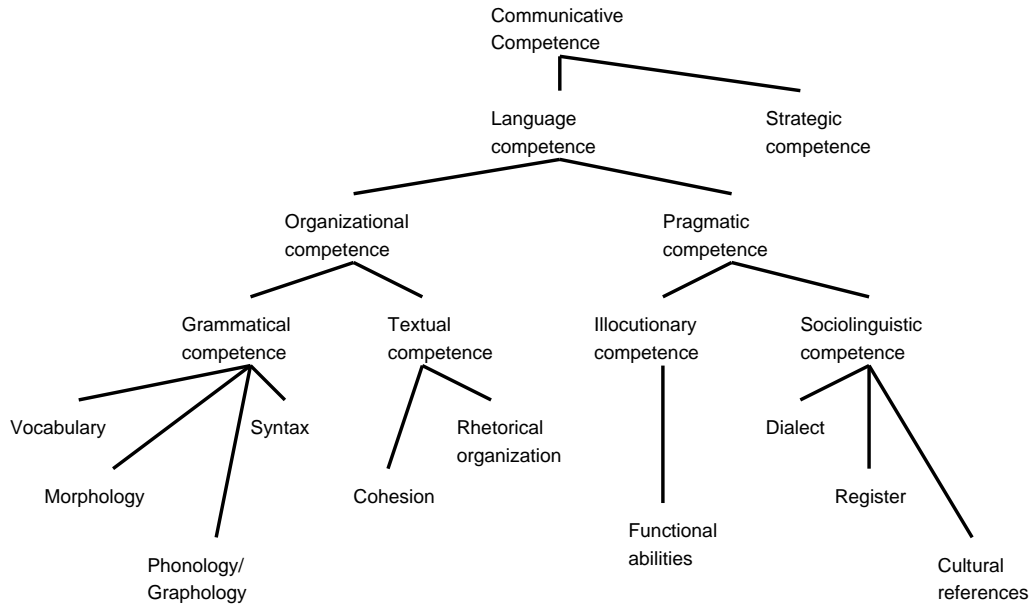 Communicative
Competence
Language
competence
Strategic
competence
Organizational
competence
Pragmatic
competence
Grammatical
competence
Textual
competence
Illocutionary
competence
Sociolinguistic
competence
Vocabulary
Syntax
Rhetorical
organization
Dialect
Morphology
Cohesion
Register
Functional
abilities
Phonology/
Graphology
Cultural
references